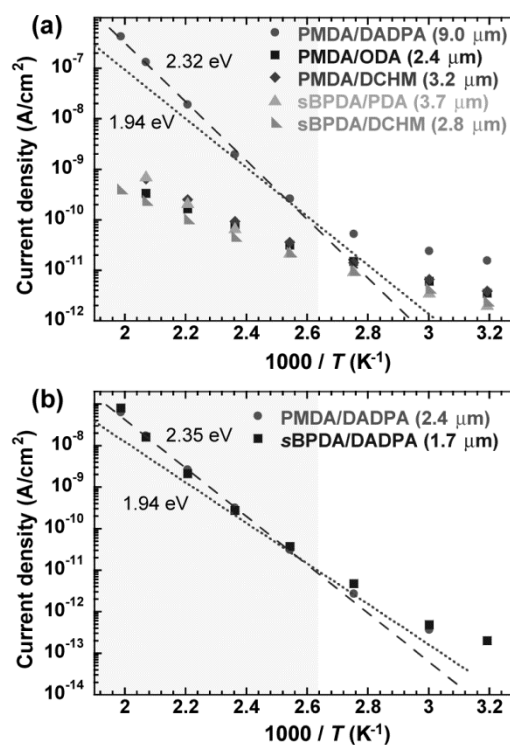 (a)
PMDA/DADPA (9.0 μm)
PMDA/ODA (2.4 μm)
PMDA/DCHM (3.2 μm)
sBPDA/PDA (3.7 μm)
sBPDA/DCHM (2.8 μm)
2.32 eV
1.94 eV
Current density (A/cm²)
10⁻⁷
10⁻⁸
10⁻⁹
10⁻¹⁰
10⁻¹¹
10⁻¹²
2 2.2 2.4 2.6 2.8 3 3.2
1000 / T (K⁻¹)
(b)
PMDA/DADPA (2.4 μm)
sBPDA/DADPA (1.7 μm)
2.35 eV
1.94 eV
Current density (A/cm²)
10⁻⁸
10⁻⁹
10⁻¹⁰
10⁻¹¹
10⁻¹²
10⁻¹³
10⁻¹⁴
2 2.2 2.4 2.6 2.8 3 3.2
1000 / T (K⁻¹)